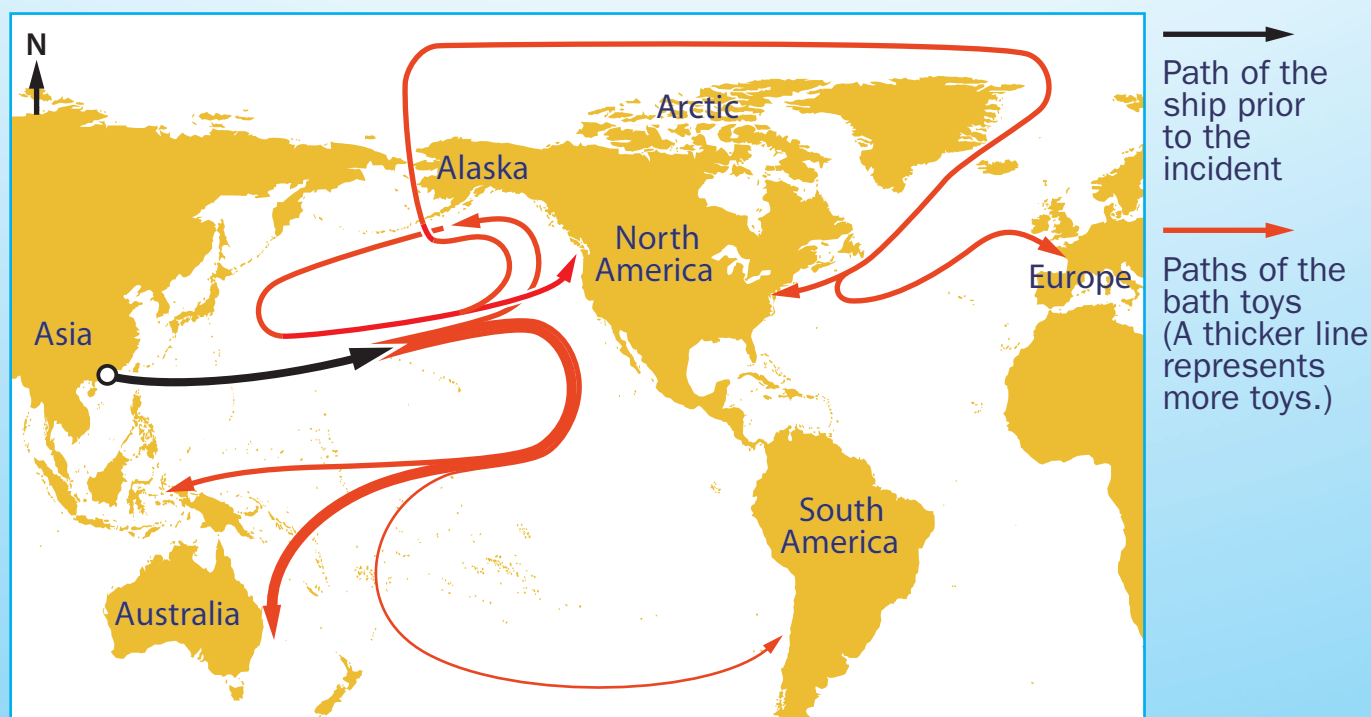 N
Arctic
Alaska
North
America
Europe
Asia
South
America
Australia
Path of the
ship prior
to the
incident
Paths of the
bath toys
(A thicker line
represents
more toys.)